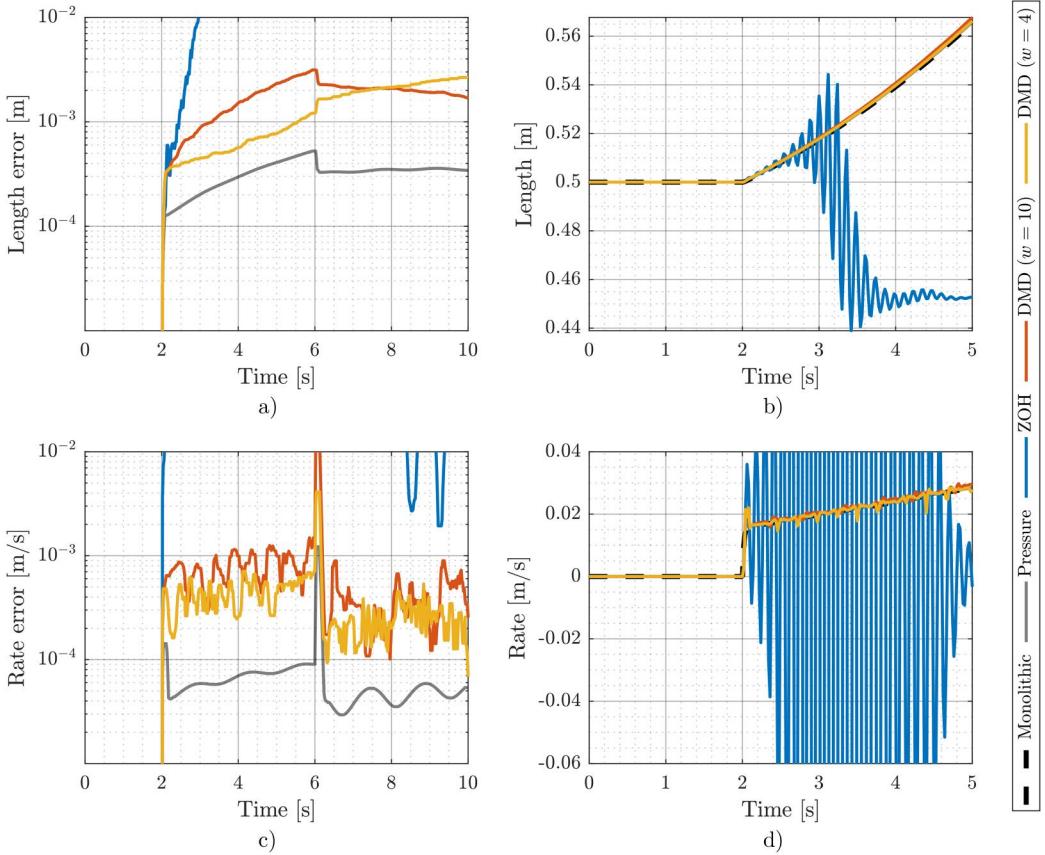 10⁻²
10⁻³
10⁻⁴
Length error [m]
0 2 4 6 8 10
Time [s]
a)
0.56
0.54
0.52
0.5
0.48
0.46
0.44
Length [m]
0 1 2 3 4 5
Time [s]
b)
10⁻²
10⁻³
10⁻⁴
Rate error [m/s]
0 2 4 6 8 10
Time [s]
c)
0.04
0.02
0
-0.02
-0.04
-0.06
Rate [m/s]
0 1 2 3 4 5
Time [s]
d)
Monolithic Pressure ZOH DMD (w = 10) DMD (w = 4)